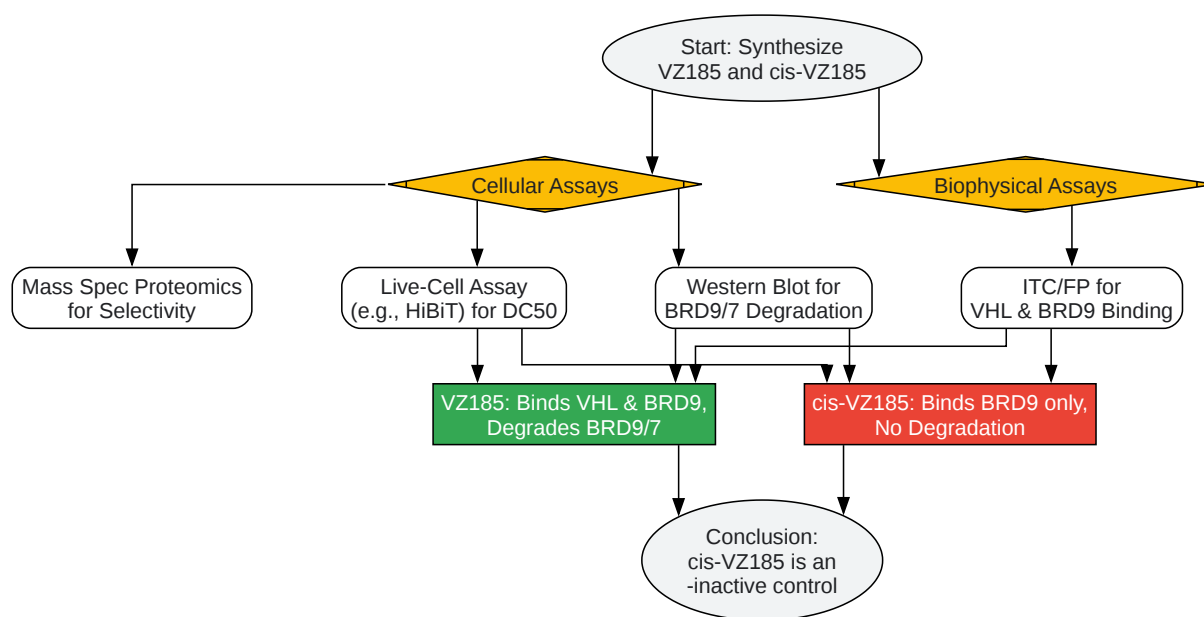 Start: Synthesize
VZ185 and cis-VZ185
Cellular Assays
Biophysical Assays
Mass Spec Proteomics
for Selectivity
Live-Cell Assay
(e.g., HiBiT) for DC50
Western Blot for
BRD9/7 Degradation
ITC/FP for
VHL & BRD9 Binding
VZ185: Binds VHL & BRD9,
Degrades BRD9/7
cis-VZ185: Binds BRD9 only,
No Degradation
Conclusion:
cis-VZ185 is an
-inactive control